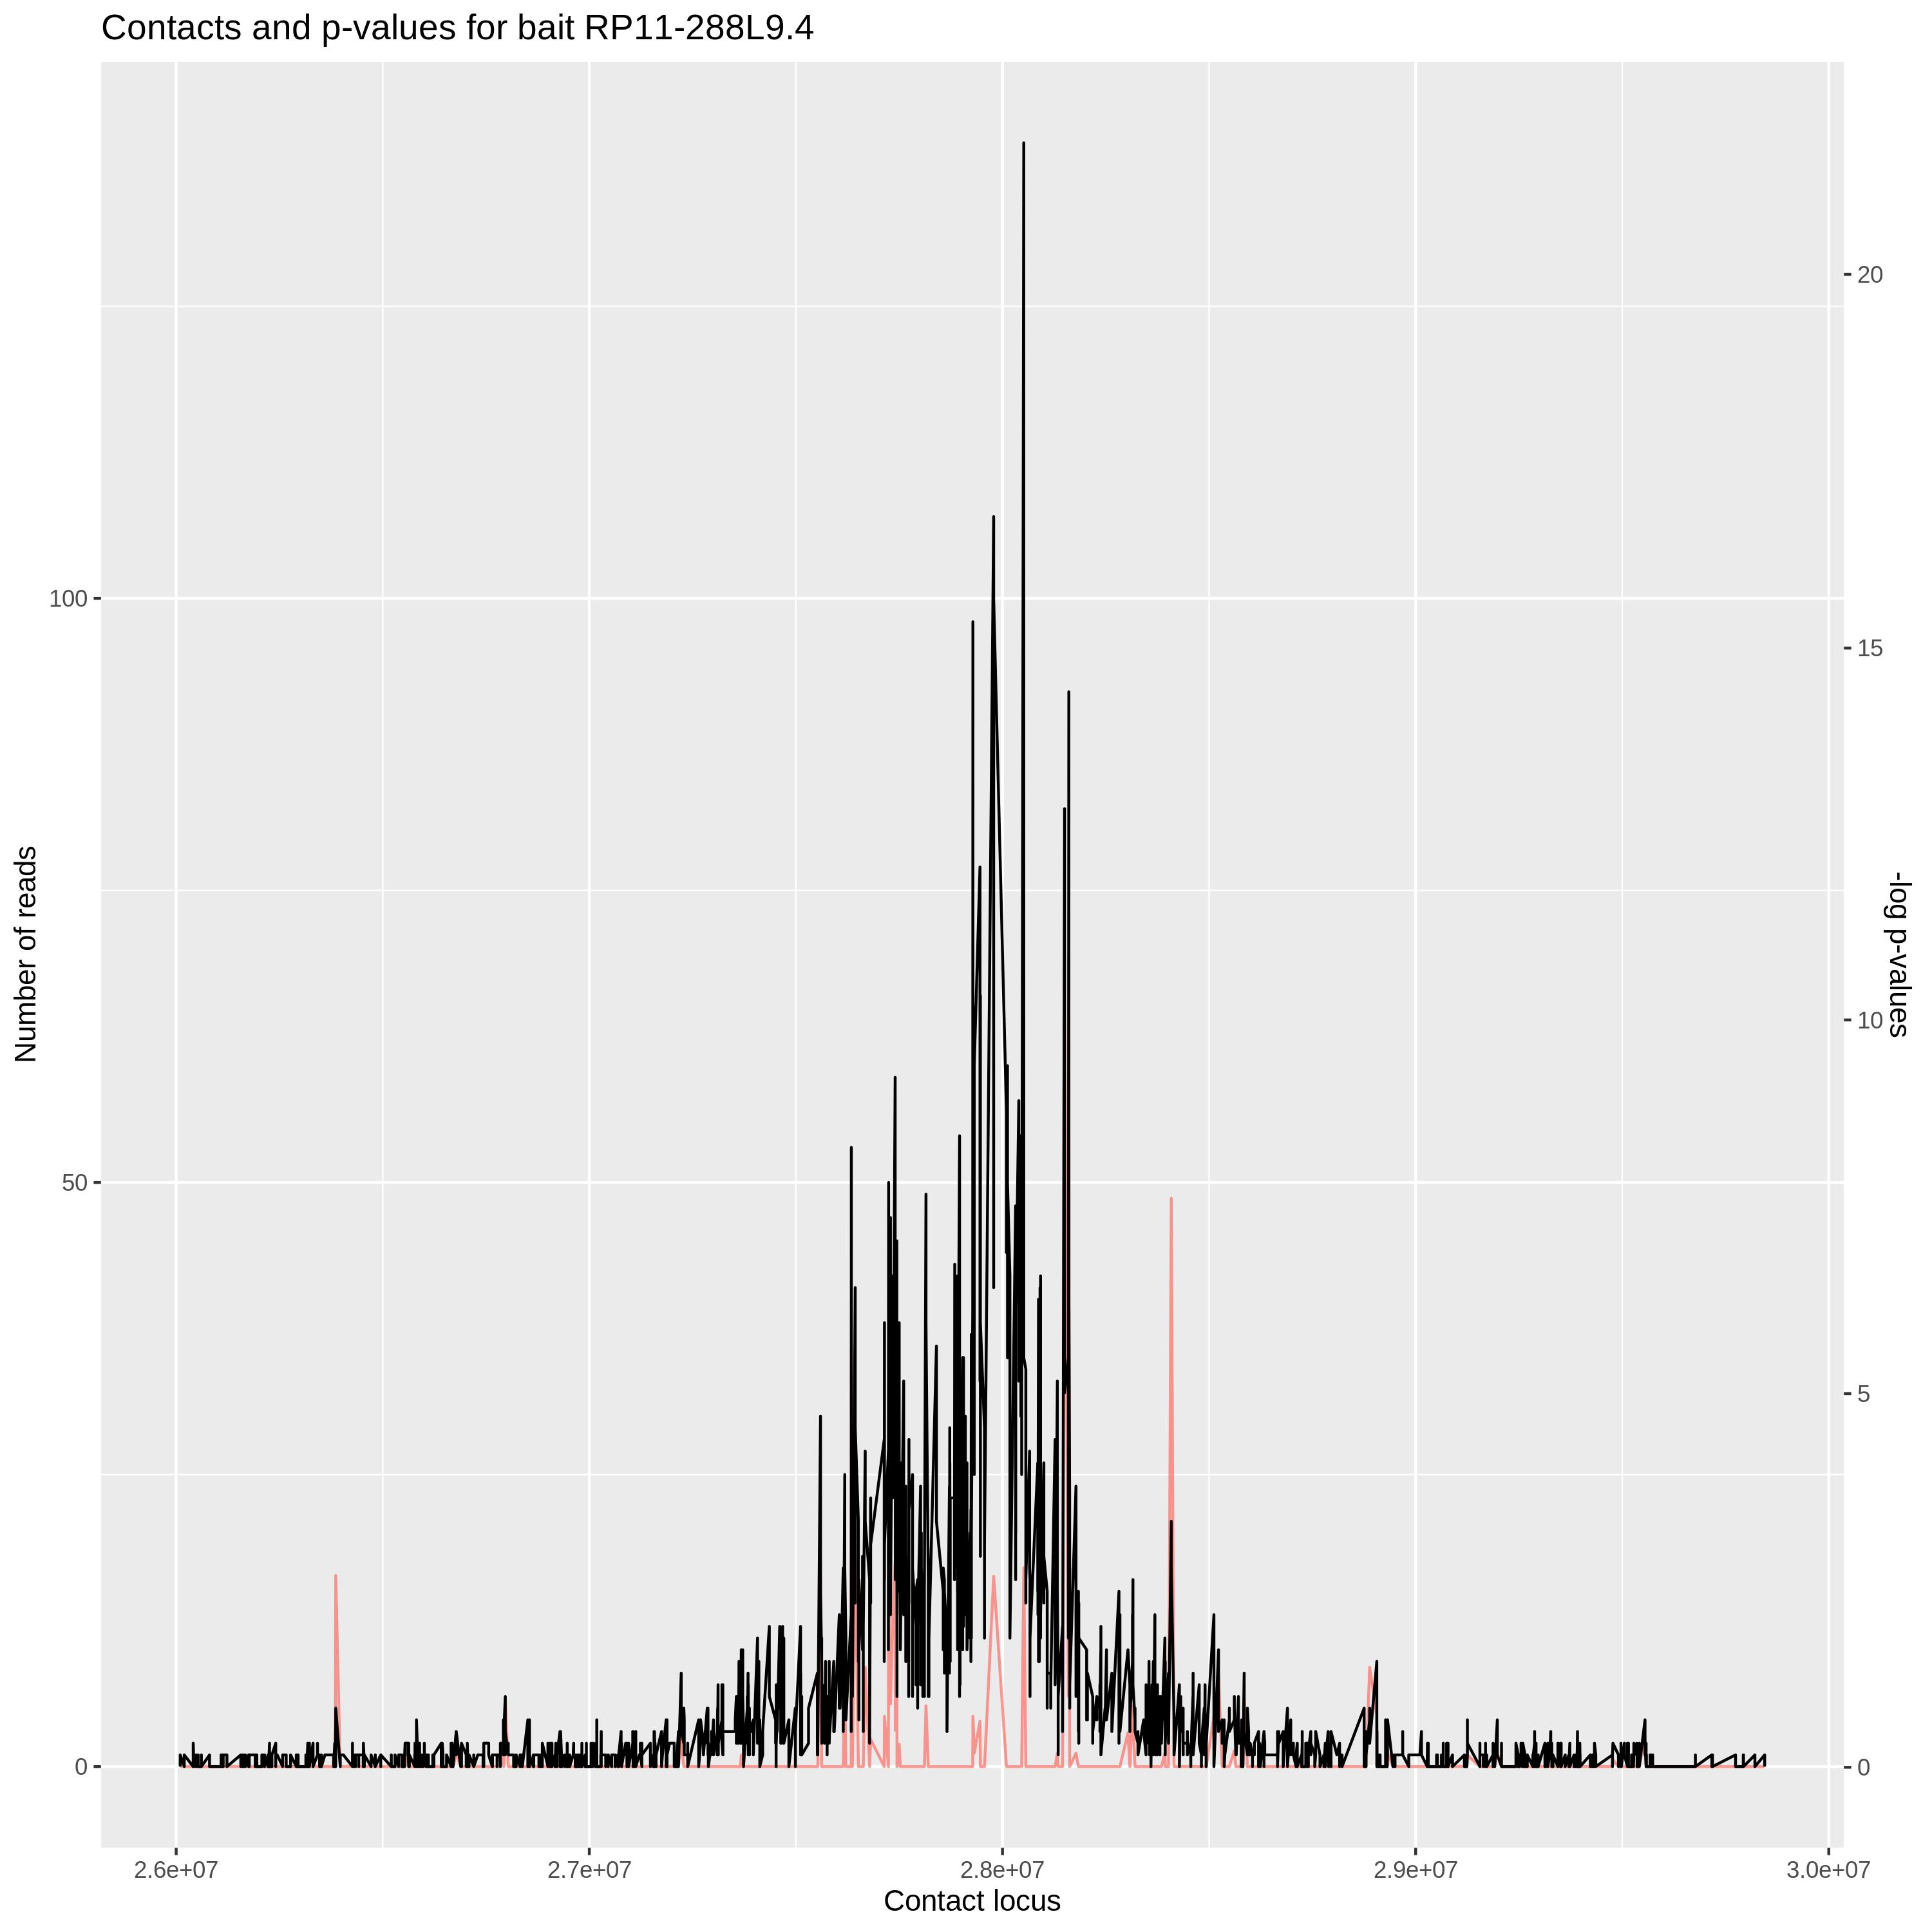 Contacts and p-values for bait RP11-288L9.4
Number of reads
100
50
0
20
15
10
5
0
-log p-values
2.6e+07
2.7e+07
2.8e+07
2.9e+07
3.0e+07
Contact locus